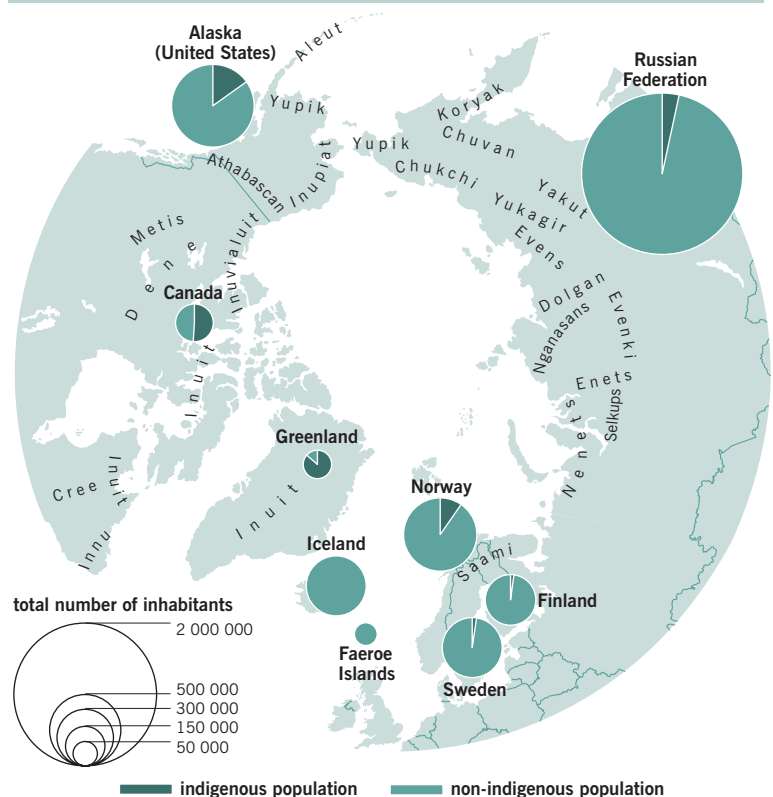 Alaska
(United States)
Aleut
Russian
Federation
Yupik
Koryak
Yupik
Chuvan
Chukchi
Athabascan
Inupiat
Yakut
Yukagir
Evens
Metis
Dene
Inuvialuit
Dolgan
Nganasans
Evenki
Canada
Inuit
Enets
Selkups
Nenets
Greenland
Inuit
Cree
Inuit
Innu
Norway
Saami
Iceland
Finland
Faeroe
Islands
Sweden
total number of inhabitants
2 000 000
500 000
300 000
150 000
50 000
indigenous population
non-indigenous population